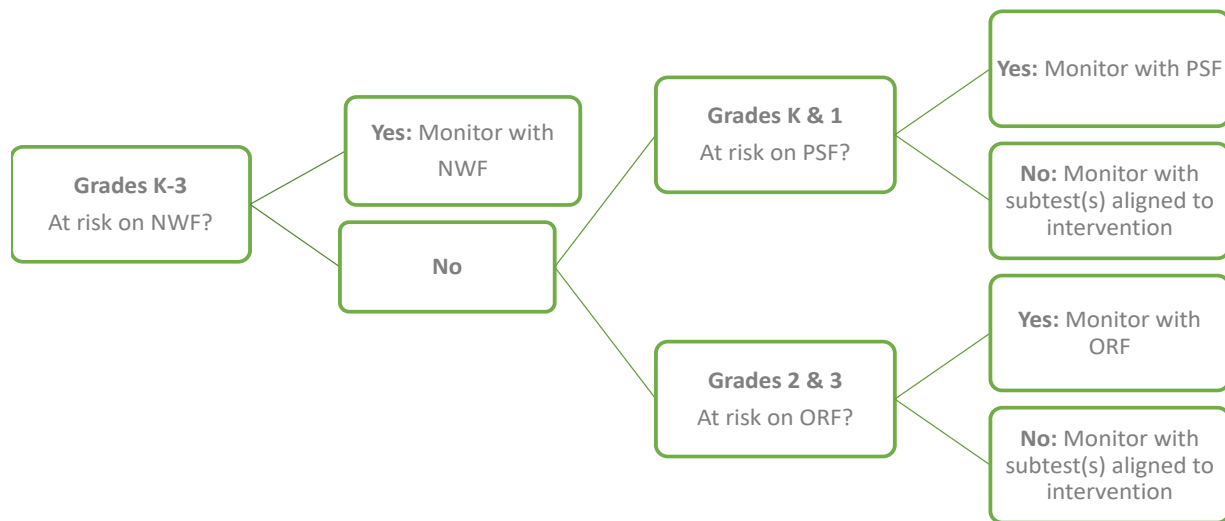 Grades K-3
At risk on NWF?
Yes: Monitor with
NWF
No
Grades K & 1
At risk on PSF?
Yes: Monitor with PSF
No: Monitor with
subtest(s) aligned to
intervention
Grades 2 & 3
At risk on ORF?
Yes: Monitor with
ORF
No: Monitor with
subtest(s) aligned to
intervention